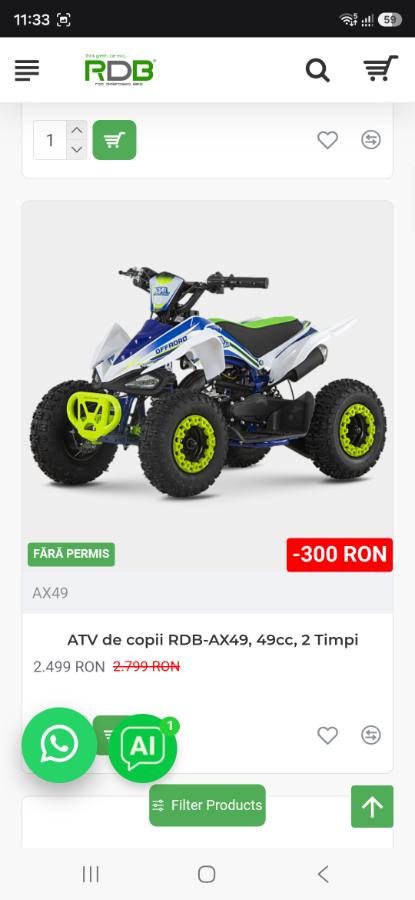 11:33
59
RDB
1
OFFROAD
FĂRĂ PERMIS
-300 RON
AX49
ATV de copii RDB-AX49, 49cc, 2 Timpi
2.499 RON 2.799 RON
AI
1
Filter Products